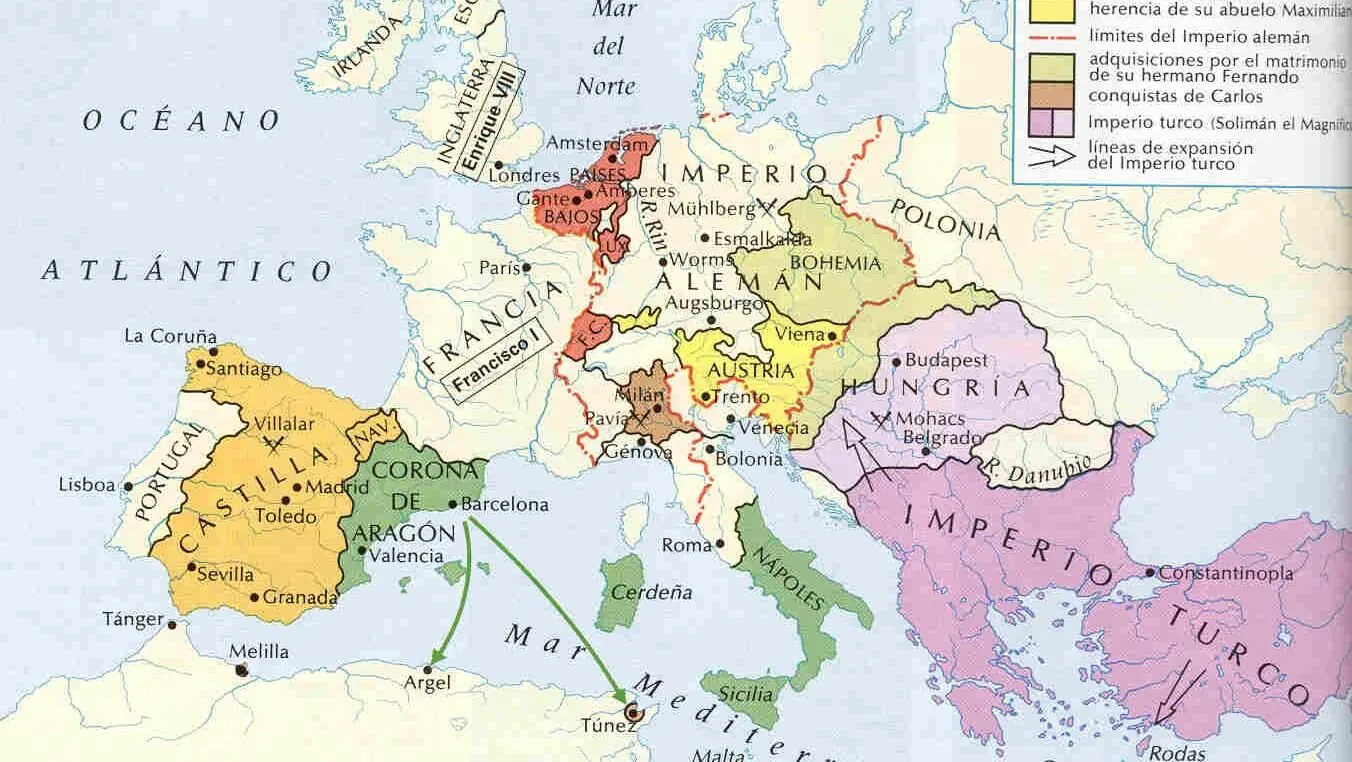 IRLANDA
ESC
Mar
del
Norte
INGLATERRA
Enrique VIII
Londres
OCÉANO
ATLÁNTICO
herencia de su abuelo Maximilian
límites del Imperio alemán
adquisiciones por el matrimonio
de su hermano Fernando
conquistas de Carlos
Imperio turco (Solimán el Magnífic
líneas de expansión
del Imperio turco
Amsterdam
PAISES
BAJOS
Gante
Amberes
LUX
R. Rin
IMPERIO
ALEMÁN
Mühlberg
Esmalkalda
Worms
Augsburgo
BOHEMIA
POLONIA
París
FRANCIA
Francisco I
F.C.
Viena
AUSTRIA
Trento
Milán
Pavía
Génova
Venecia
Bolonia
Budapest
HUNGRÍA
Mohacs
Belgrado
R. Danubio
La Coruña
Santiago
PORTUGAL
Lisboa
Villalar
NAV.
CASTILLA
Madrid
Toledo
Sevilla
Granada
CORONA
DE
ARAGÓN
Barcelona
Valencia
Roma
NÁPOLES
Cerdeña
Sicilia
IMPERIO
TURCO
Constantinopla
Tánger
Melilla
Argel
Túnez
Mar
Mediterr
Malta
Rodas